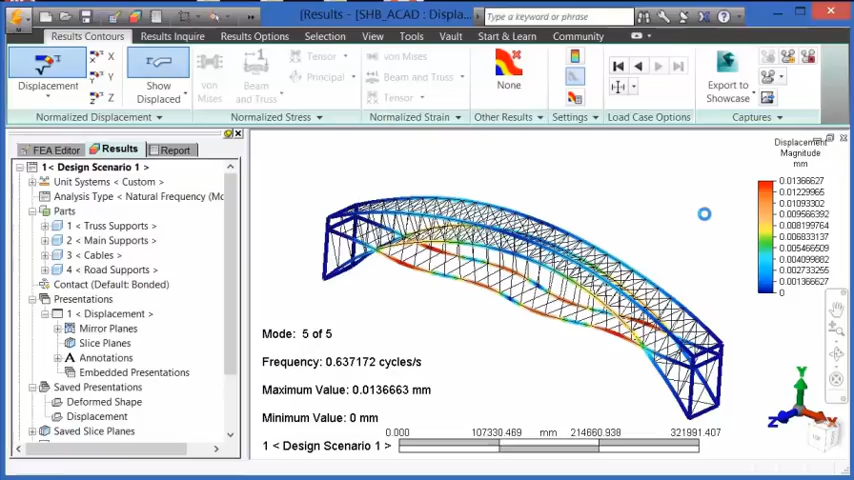 [Results - [SHB_ACAD - Displa...
Type a keyword or phrase
Results Contours
Results Inquire
Results Options
Selection
View
Tools
Vault
Start & Learn
Community
Displacement
X
Y
Z
Show
Displaced
von
Mises
Beam
and Truss
Tensor
Principal
von Mises
Beam and Truss
Tensor
None
Export to
Showcase
Normalized Displacement
Normalized Stress
Normalized Strain
Other Results
Settings
Load Case Options
Captures
FEA Editor
Results
Report
1< Design Scenario 1 >
Unit Systems < Custom >
Analysis Type < Natural Frequency (Mo
Parts
1 < Truss Supports >
2 < Main Supports >
3 < Cables >
4 < Road Supports >
Contact (Default: Bonded)
Presentations
1 < Displacement >
Mirror Planes
Slice Planes
A Annotations
Embedded Presentations
Saved Presentations
Deformed Shape
Displacement
Saved Slice Planes
Displacement
Magnitude
mm
0.01366627
0.01229965
0.01093302
0.009566392
0.008199764
0.006833137
0.005466509
0.004099882
0.002733255
0.001366627
0
Mode: 5 of 5
Frequency: 0.637172 cycles/s
Maximum Value: 0.0136663 mm
Minimum Value: 0 mm
0.000 107330.469 mm 214660.938 321991.407
1 < Design Scenario 1 >
Y
Z
X